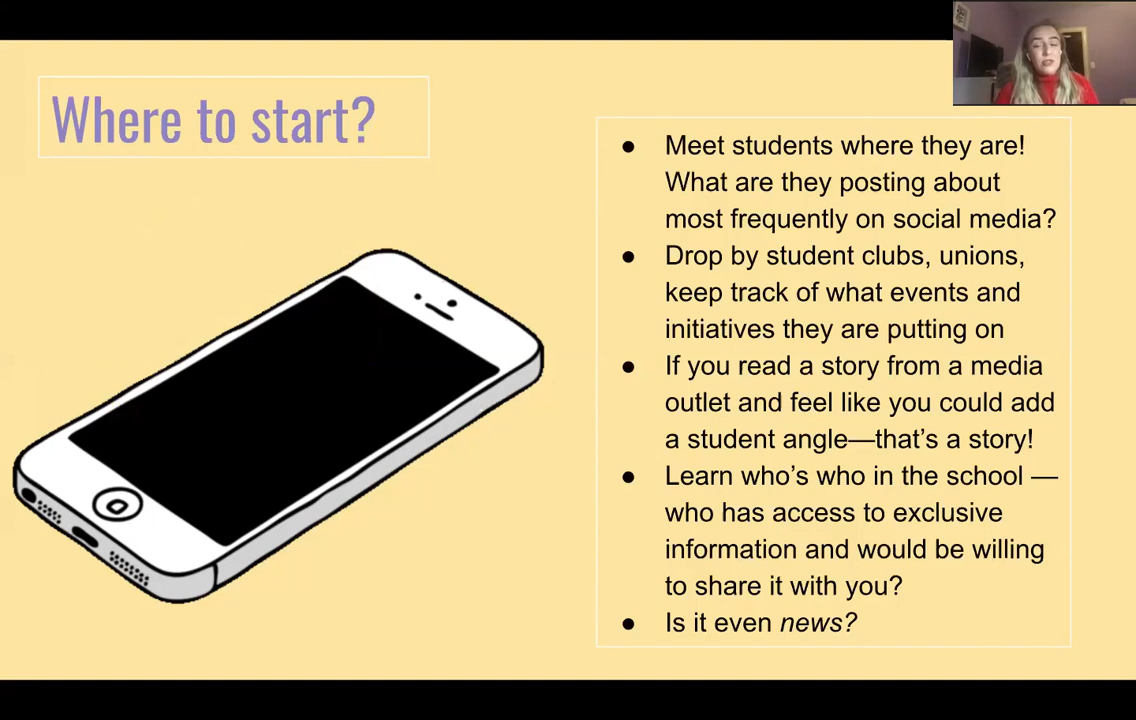 Where to start?
● Meet students where they are!
What are they posting about
most frequently on social media?
● Drop by student clubs, unions,
keep track of what events and
initiatives they are putting on
● If you read a story from a media
outlet and feel like you could add
a student angle—that’s a story!
● Learn who’s who in the school —
who has access to exclusive
information and would be willing
to share it with you?
● Is it even news?